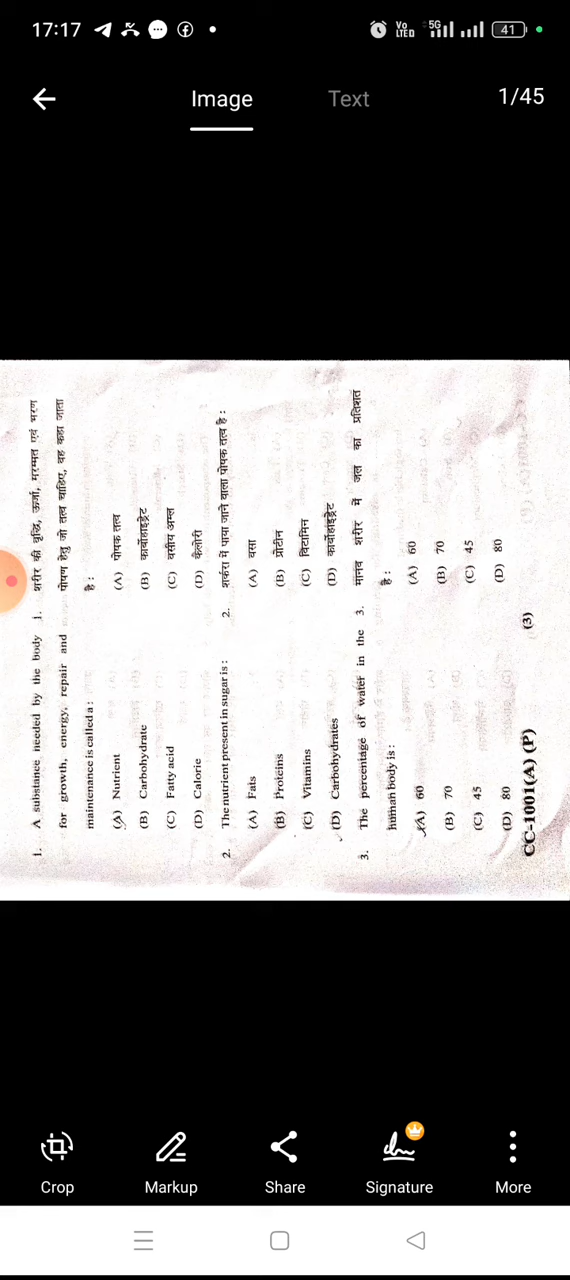 17:17
Vo LTE
5G
41
Image
Text
1/45
1. A substance needed by the body
for growth, energy, repair and
maintenance is called a :
(A) Nutrient
(B) Carbohydrate
(C) Fatty acid
(D) Calorie
2. The nutrient present in sugar is :
(A) Fats
(B) Proteins
(C) Vitamins
(D) Carbohydrates
3. The percentage of water in the
human body is :
(A) 60
(B) 70
(C) 45
(D) 80
1. शरीर की वृद्धि, ऊर्जा, मरम्मत एवं भरण
पोषण हेतु जो तत्व चाहिए, वह कहा जाता
है :
(A) पोषक तत्व
(B) कार्बोहाइड्रेट
(C) वसीय अम्ल
(D) कैलोरी
2. शर्करा में पाया जाने वाला पोषक तत्व है :
(A) वसा
(B) प्रोटीन
(C) विटामिन
(D) कार्बोहाइड्रेट
3. मानव शरीर में जल का प्रतिशत
है :
(A) 60
(B) 70
(C) 45
(D) 80
CC-1001(A) (P)
(3)
Crop
Markup
Share
Signature
More